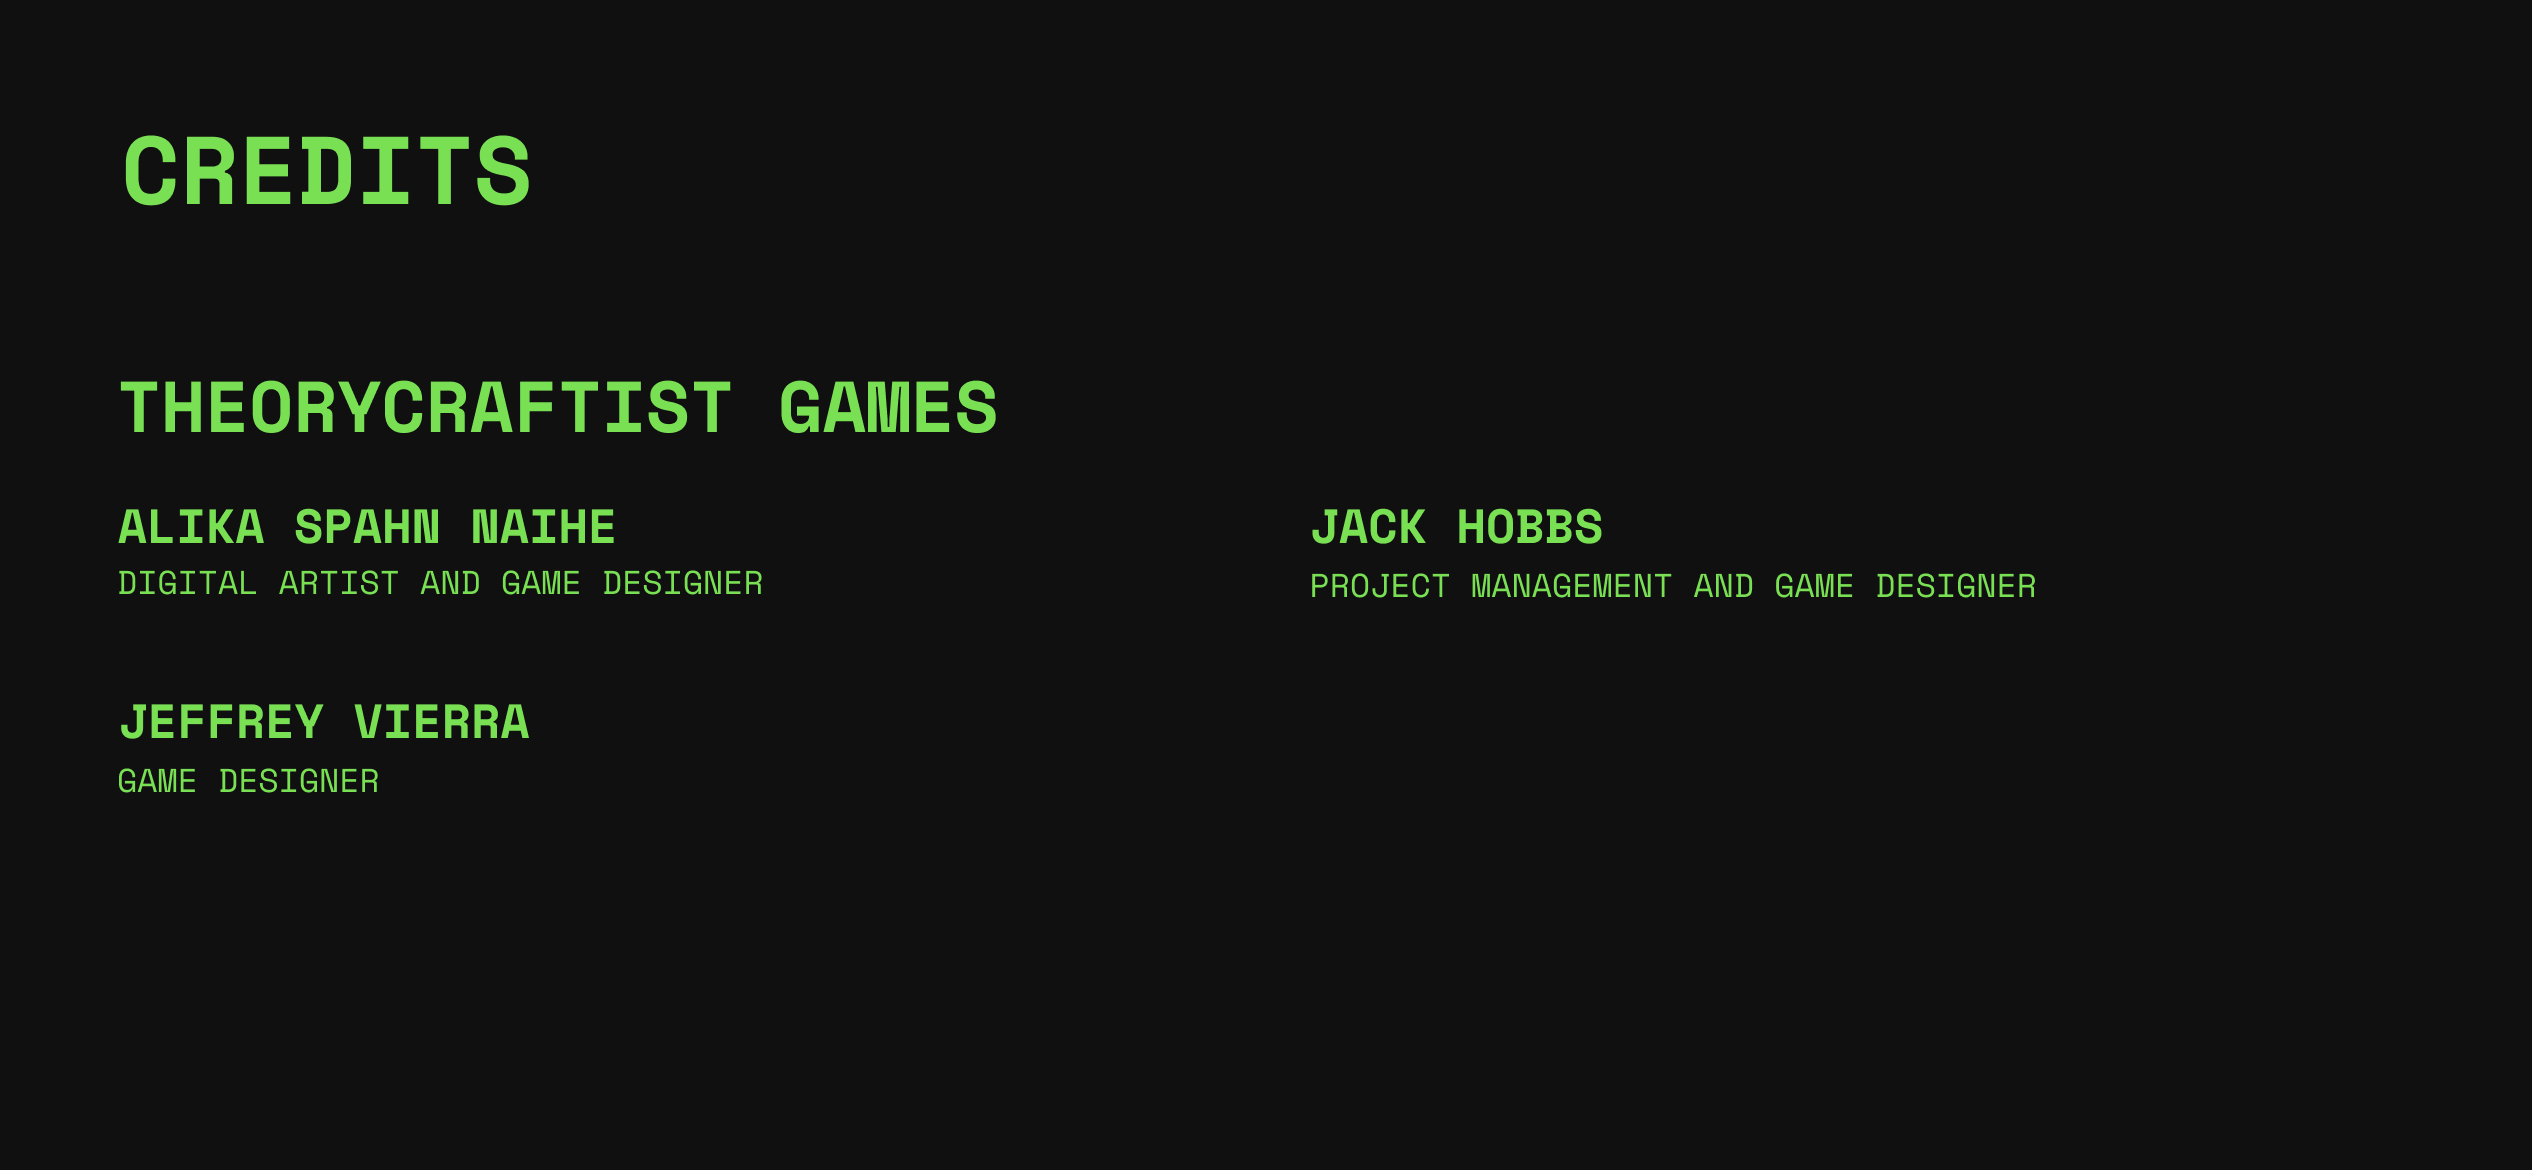 CREDITS
THEORYCRAFTIST GAMES
ALIKA SPAHN NAIHE
DIGITAL ARTIST AND GAME DESIGNER
JACK HOBBS
PROJECT MANAGEMENT AND GAME DESIGNER
JEFFREY VIERRA
GAME DESIGNER